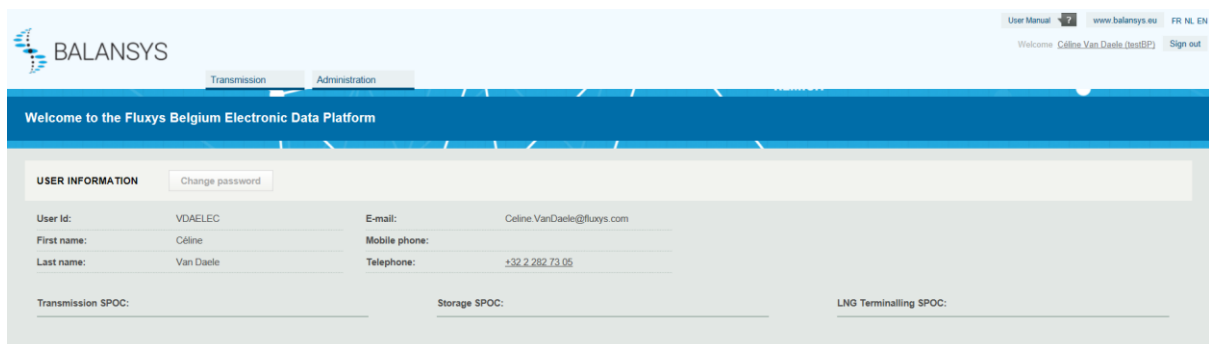 User Manual ? www.balansys.eu FR NL EN
BALANSYS
Welcome Céline Van Daele (testBP) Sign out
Transmission Administration
Welcome to the Fluxys Belgium Electronic Data Platform
USER INFORMATION Change password
User Id: VDAELEC E-mail: Celine.VanDaele@fluxys.com
First name: Céline Mobile phone:
Last name: Van Daele Telephone: +32 2 282 73 05
Transmission SPOC: Storage SPOC: LNG Terminalling SPOC: